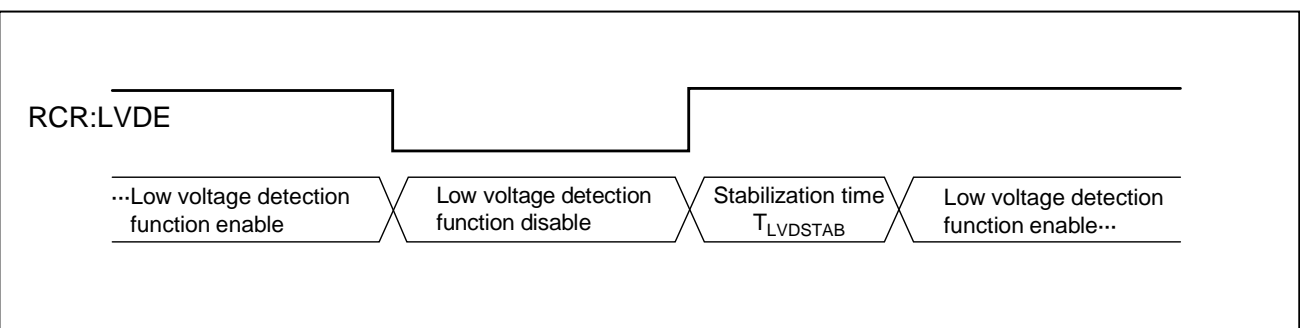 RCR:LVDE
···Low voltage detection
function enable
Low voltage detection
function disable
Stabilization time
TLVDSTAB
Low voltage detection
function enable···